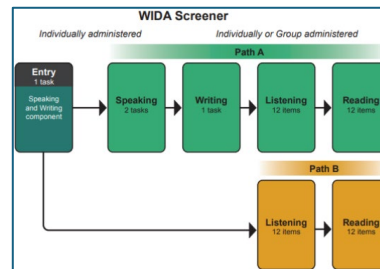 WIDA Screener
Individually administered
Individually or Group administered
Path A
Entry
1 task
Speaking
and Writing
component
Speaking
2 tasks
Writing
1 task
Listening
12 items
Reading
12 items
Path B
Listening
12 items
Reading
12 items